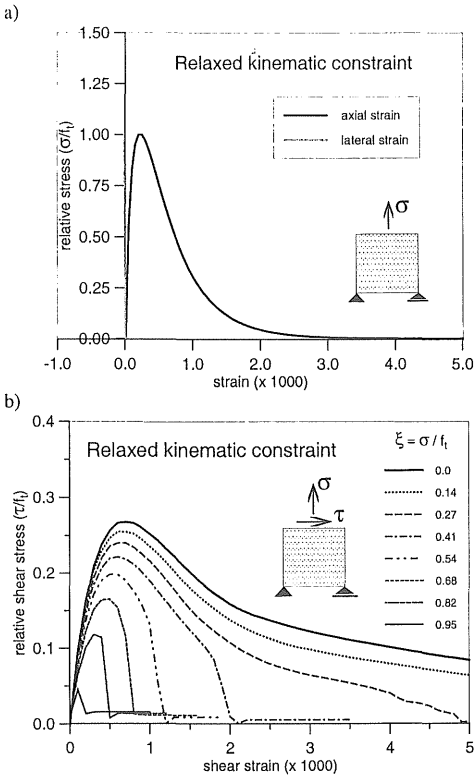 a)
1.50
Relaxed kinematic constraint
axial strain
lateral strain
1.00
0.75
0.50
0.25
0.00
relative stress (σ/fₜ)
σ
-1.0 0.0 1.0 2.0 3.0 4.0 5.0
strain (x 1000)
b)
0.4
Relaxed kinematic constraint
ξ = σ / fₜ
0.0
0.14
0.27
0.41
0.54
0.68
0.82
0.95
σ
τ
0.3
0.2
0.1
0.0
relative shear stress (τ/fₜ)
0 1 2 3 4 5
shear strain (x 1000)